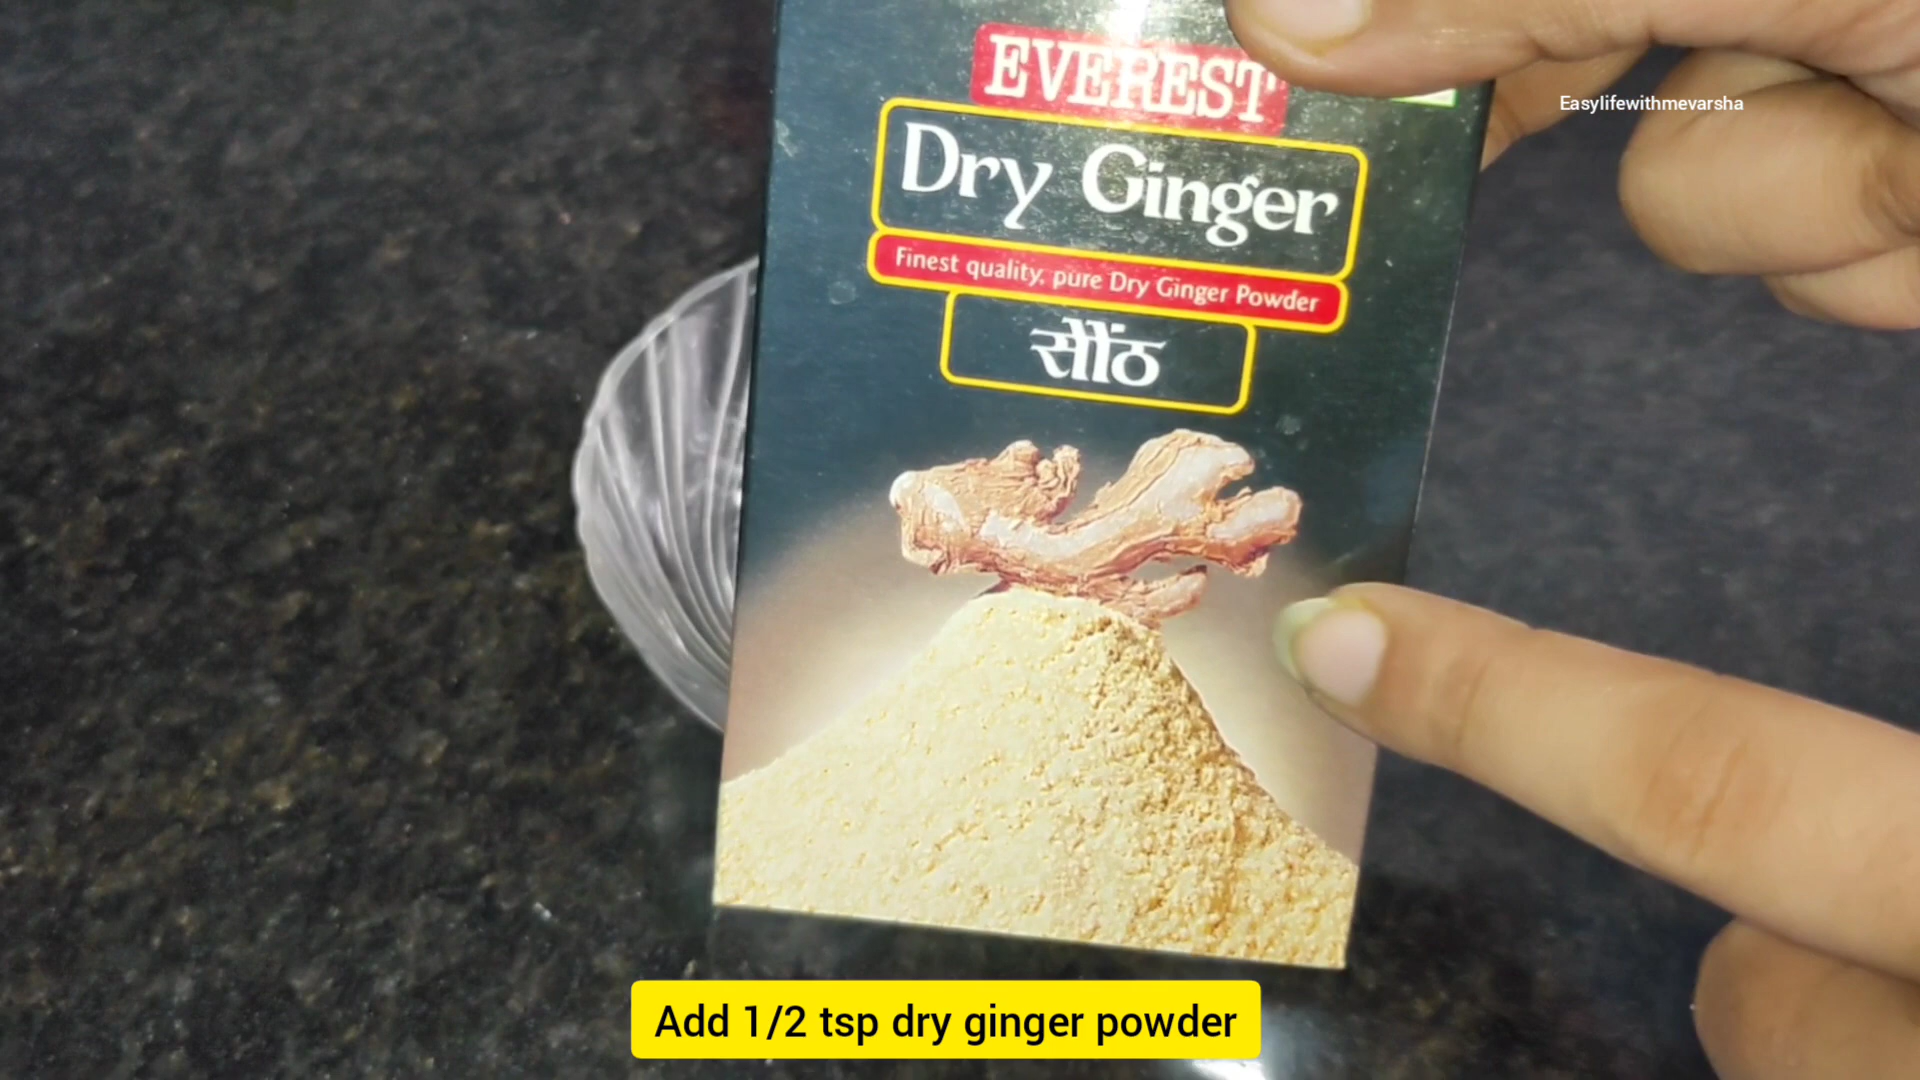 EVEREST
Easylifewithmevarsha
Dry Ginger
Finest quality, pure Dry Ginger Powder
सोंठ
Add 1/2 tsp dry ginger powder